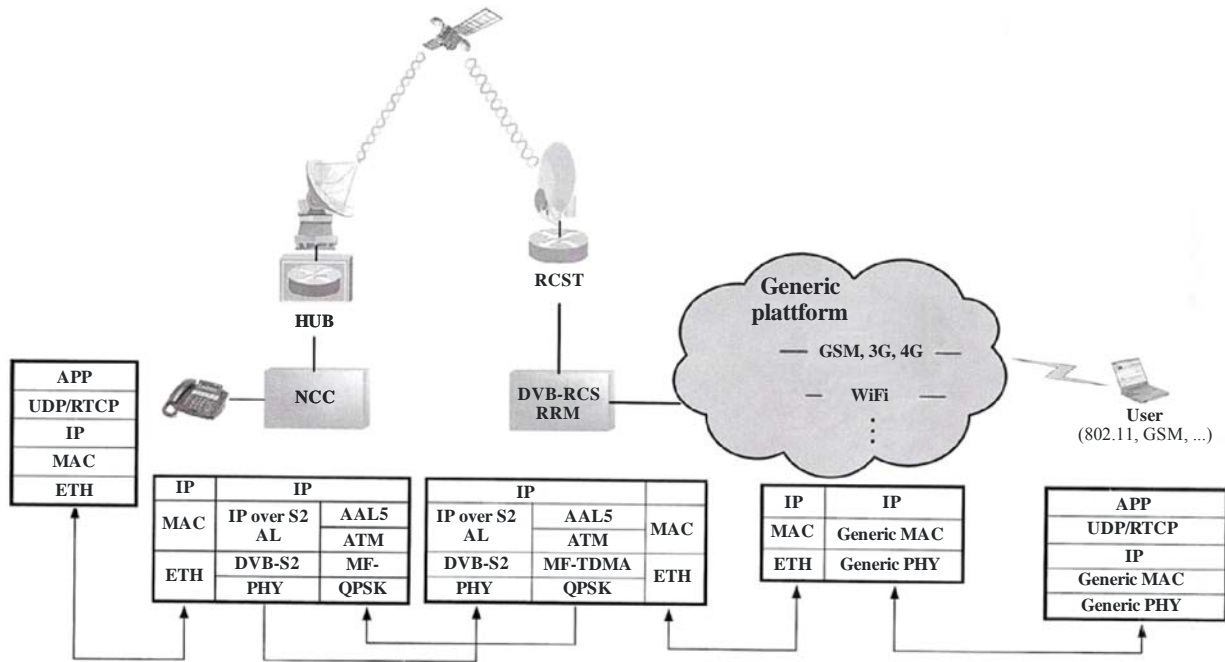 RCST
HUB
Generic
plattform
GSM, 3G, 4G
WiFi
NCC
DVB-RCS
RRM
User
(802.11, GSM, ...)
APP
UDP/RTCP
IP
MAC
ETH
IP
IP
MAC
IP over S2
AL
AAL5
ATM
ETH
DVB-S2
MF-
PHY
QPSK
IP
IP over S2
AL
AAL5
ATM
MAC
DVB-S2
MF-TDMA
ETH
PHY
QPSK
IP
IP
MAC
Generic MAC
ETH
Generic PHY
APP
UDP/RTCP
IP
Generic MAC
Generic PHY